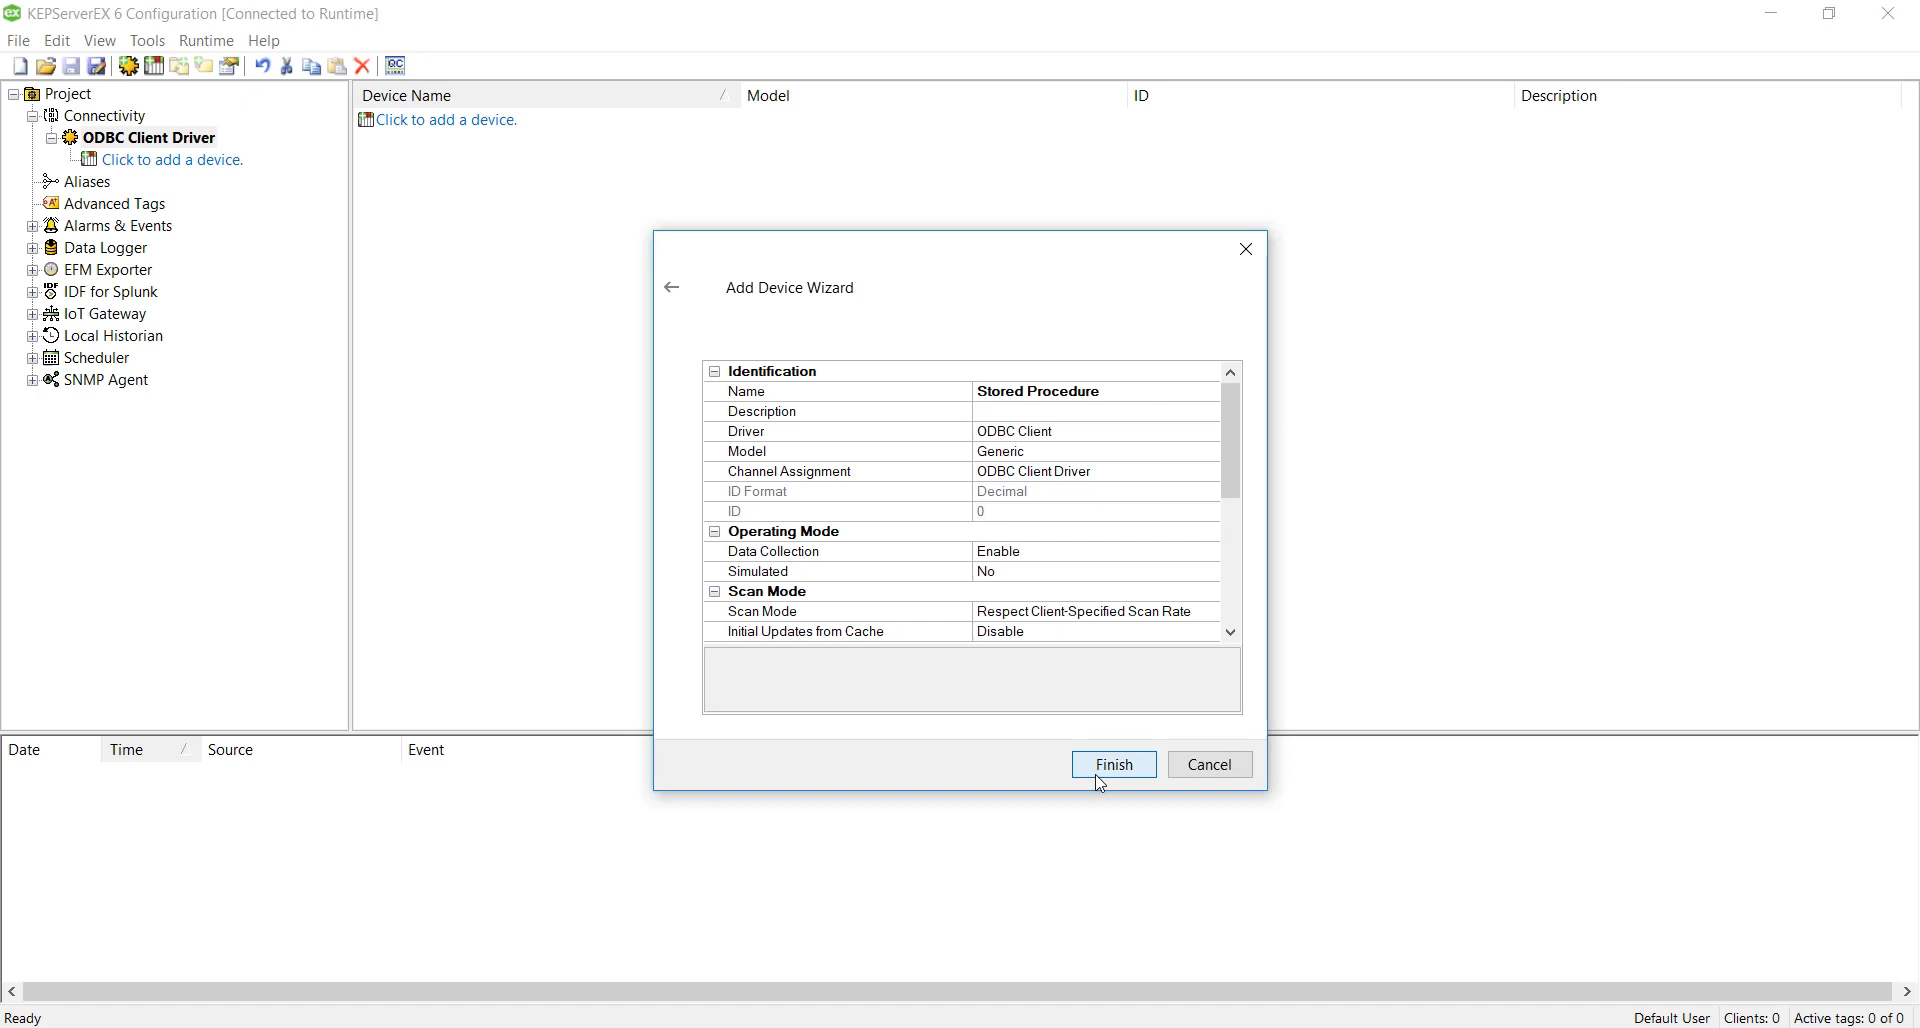 KEPServerEX 6 Configuration [Connected to Runtime]
File Edit View Tools Runtime Help
Project
Connectivity
ODBC Client Driver
Click to add a device.
Aliases
Advanced Tags
Alarms & Events
Data Logger
EFM Exporter
IDF for Splunk
IoT Gateway
Local Historian
Scheduler
SNMP Agent
Device Name Model ID Description
Click to add a device.
Add Device Wizard
Identification
Name Stored Procedure
Description
Driver ODBC Client
Model Generic
Channel Assignment ODBC Client Driver
ID Format Decimal
ID 0
Operating Mode
Data Collection Enable
Simulated No
Scan Mode
Scan Mode Respect Client-Specified Scan Rate
Initial Updates from Cache Disable
Finish Cancel
Date Time Source Event
Ready Default User Clients: 0 Active tags: 0 of 0